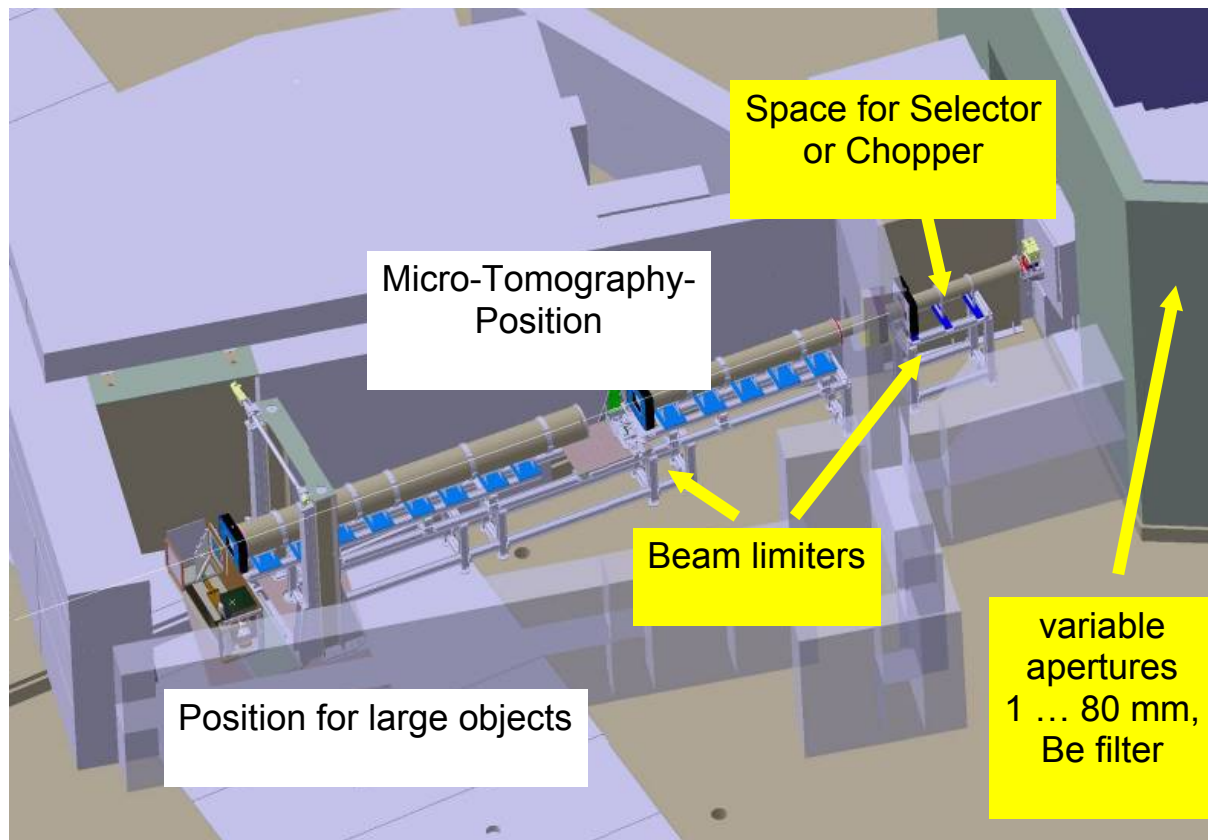 Space for Selector
or Chopper
Micro-Tomography-
Position
Beam limiters
variable
apertures
1 … 80 mm,
Be filter
Position for large objects